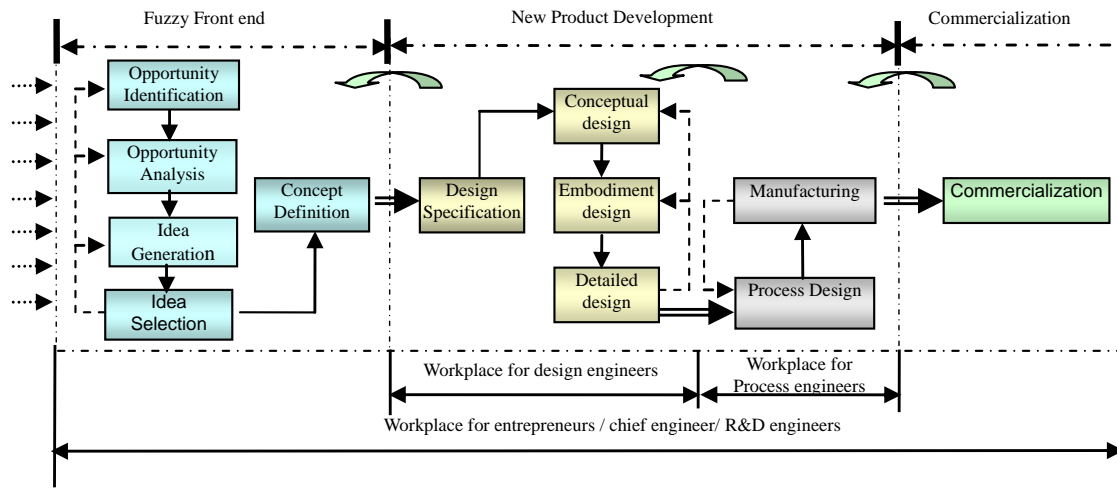 Fuzzy Front end
New Product Development
Commercialization
Opportunity
Identification
Opportunity
Analysis
Idea
Generation
Idea
Selection
Concept
Definition
Design
Specification
Conceptual
design
Embodiment
design
Detailed
design
Manufacturing
Process Design
Commercialization
Workplace for design engineers
Workplace for
Process engineers
Workplace for entrepreneurs / chief engineer/ R&D engineers